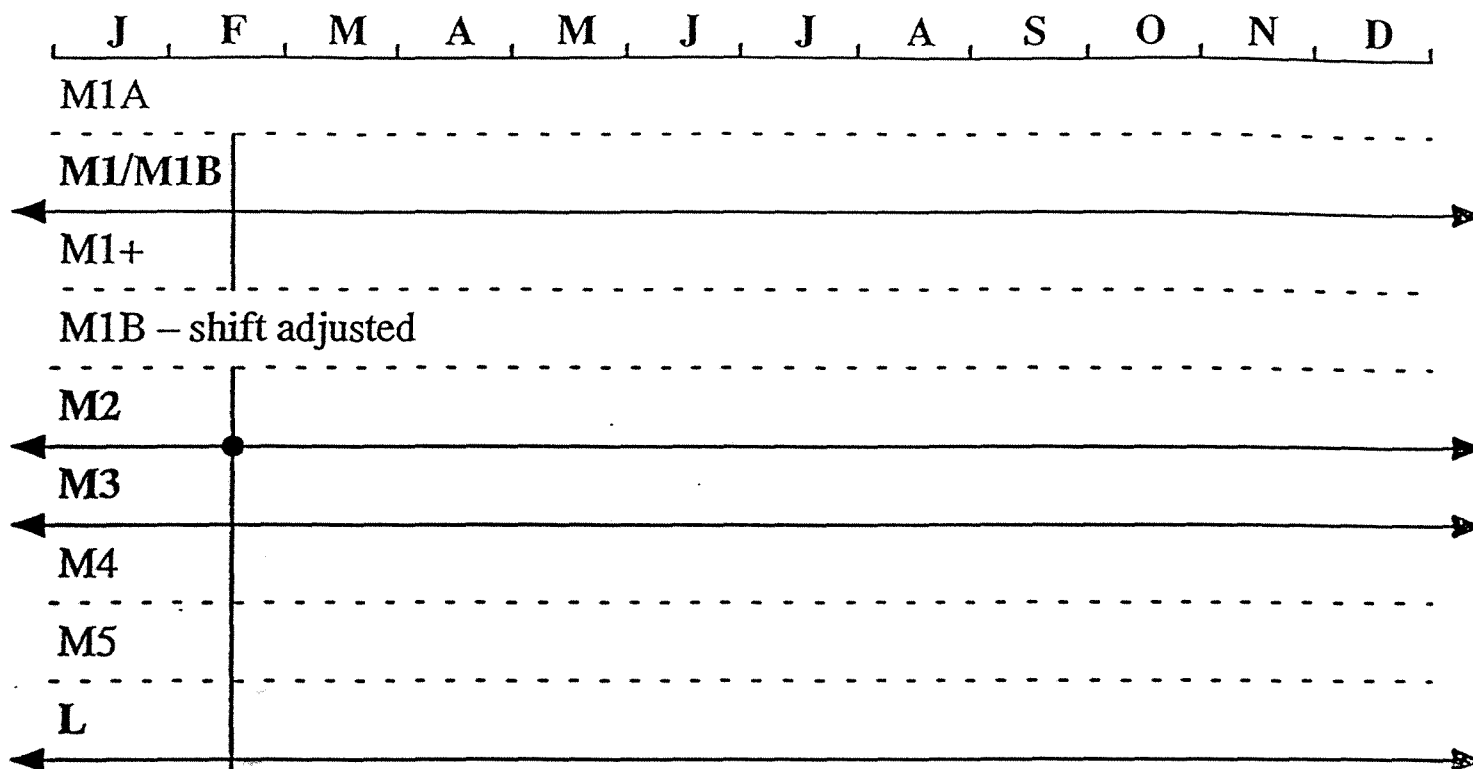 J F M A M J J A S O N D
M1A
M1/M1B
M1+
M1B – shift adjusted
M2
M3
M4
M5
L